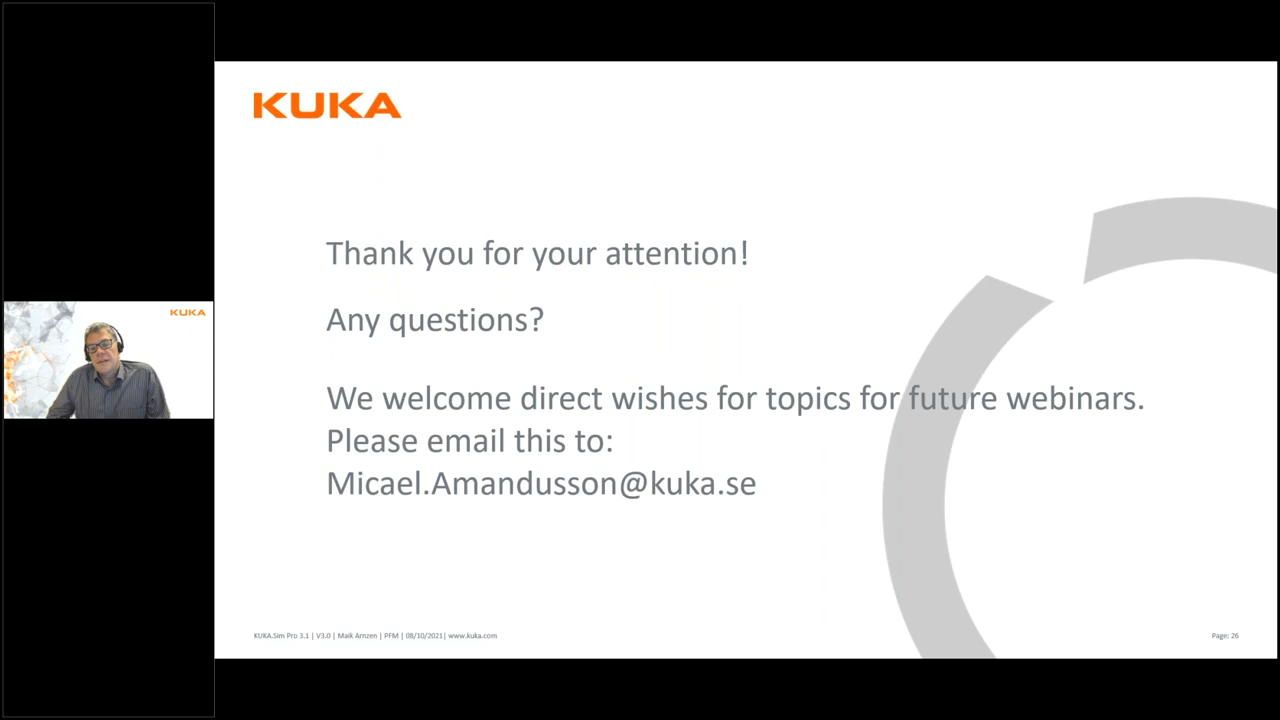 KUKA
Thank you for your attention!
Any questions?
We welcome direct wishes for topics for future webinars.
Please email this to:
Micael.Amandusson@kuka.se
KUKA
KUKA.Sim Pro 3.1 | V3.0 | Maik Arnzen | PFM | 08/10/2021| www.kuka.com
Page: 26